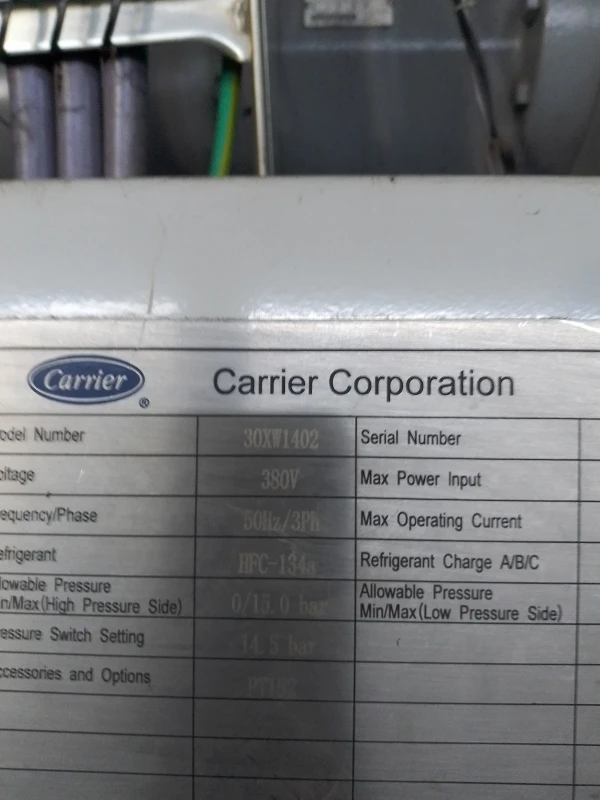 Carrier
®
Carrier Corporation
odel Number 30XW1402 Serial Number
oltage 380V Max Power Input
requency/Phase 50Hz/3Ph Max Operating Current
efrigerant HFC-134a Refrigerant Charge A/B/C
llowable Pressure
in/Max(High Pressure Side) 0/15.0 bar Allowable Pressure
Min/Max(Low Pressure Side)
essure Switch Setting 14.5 bar
ccessories and Options